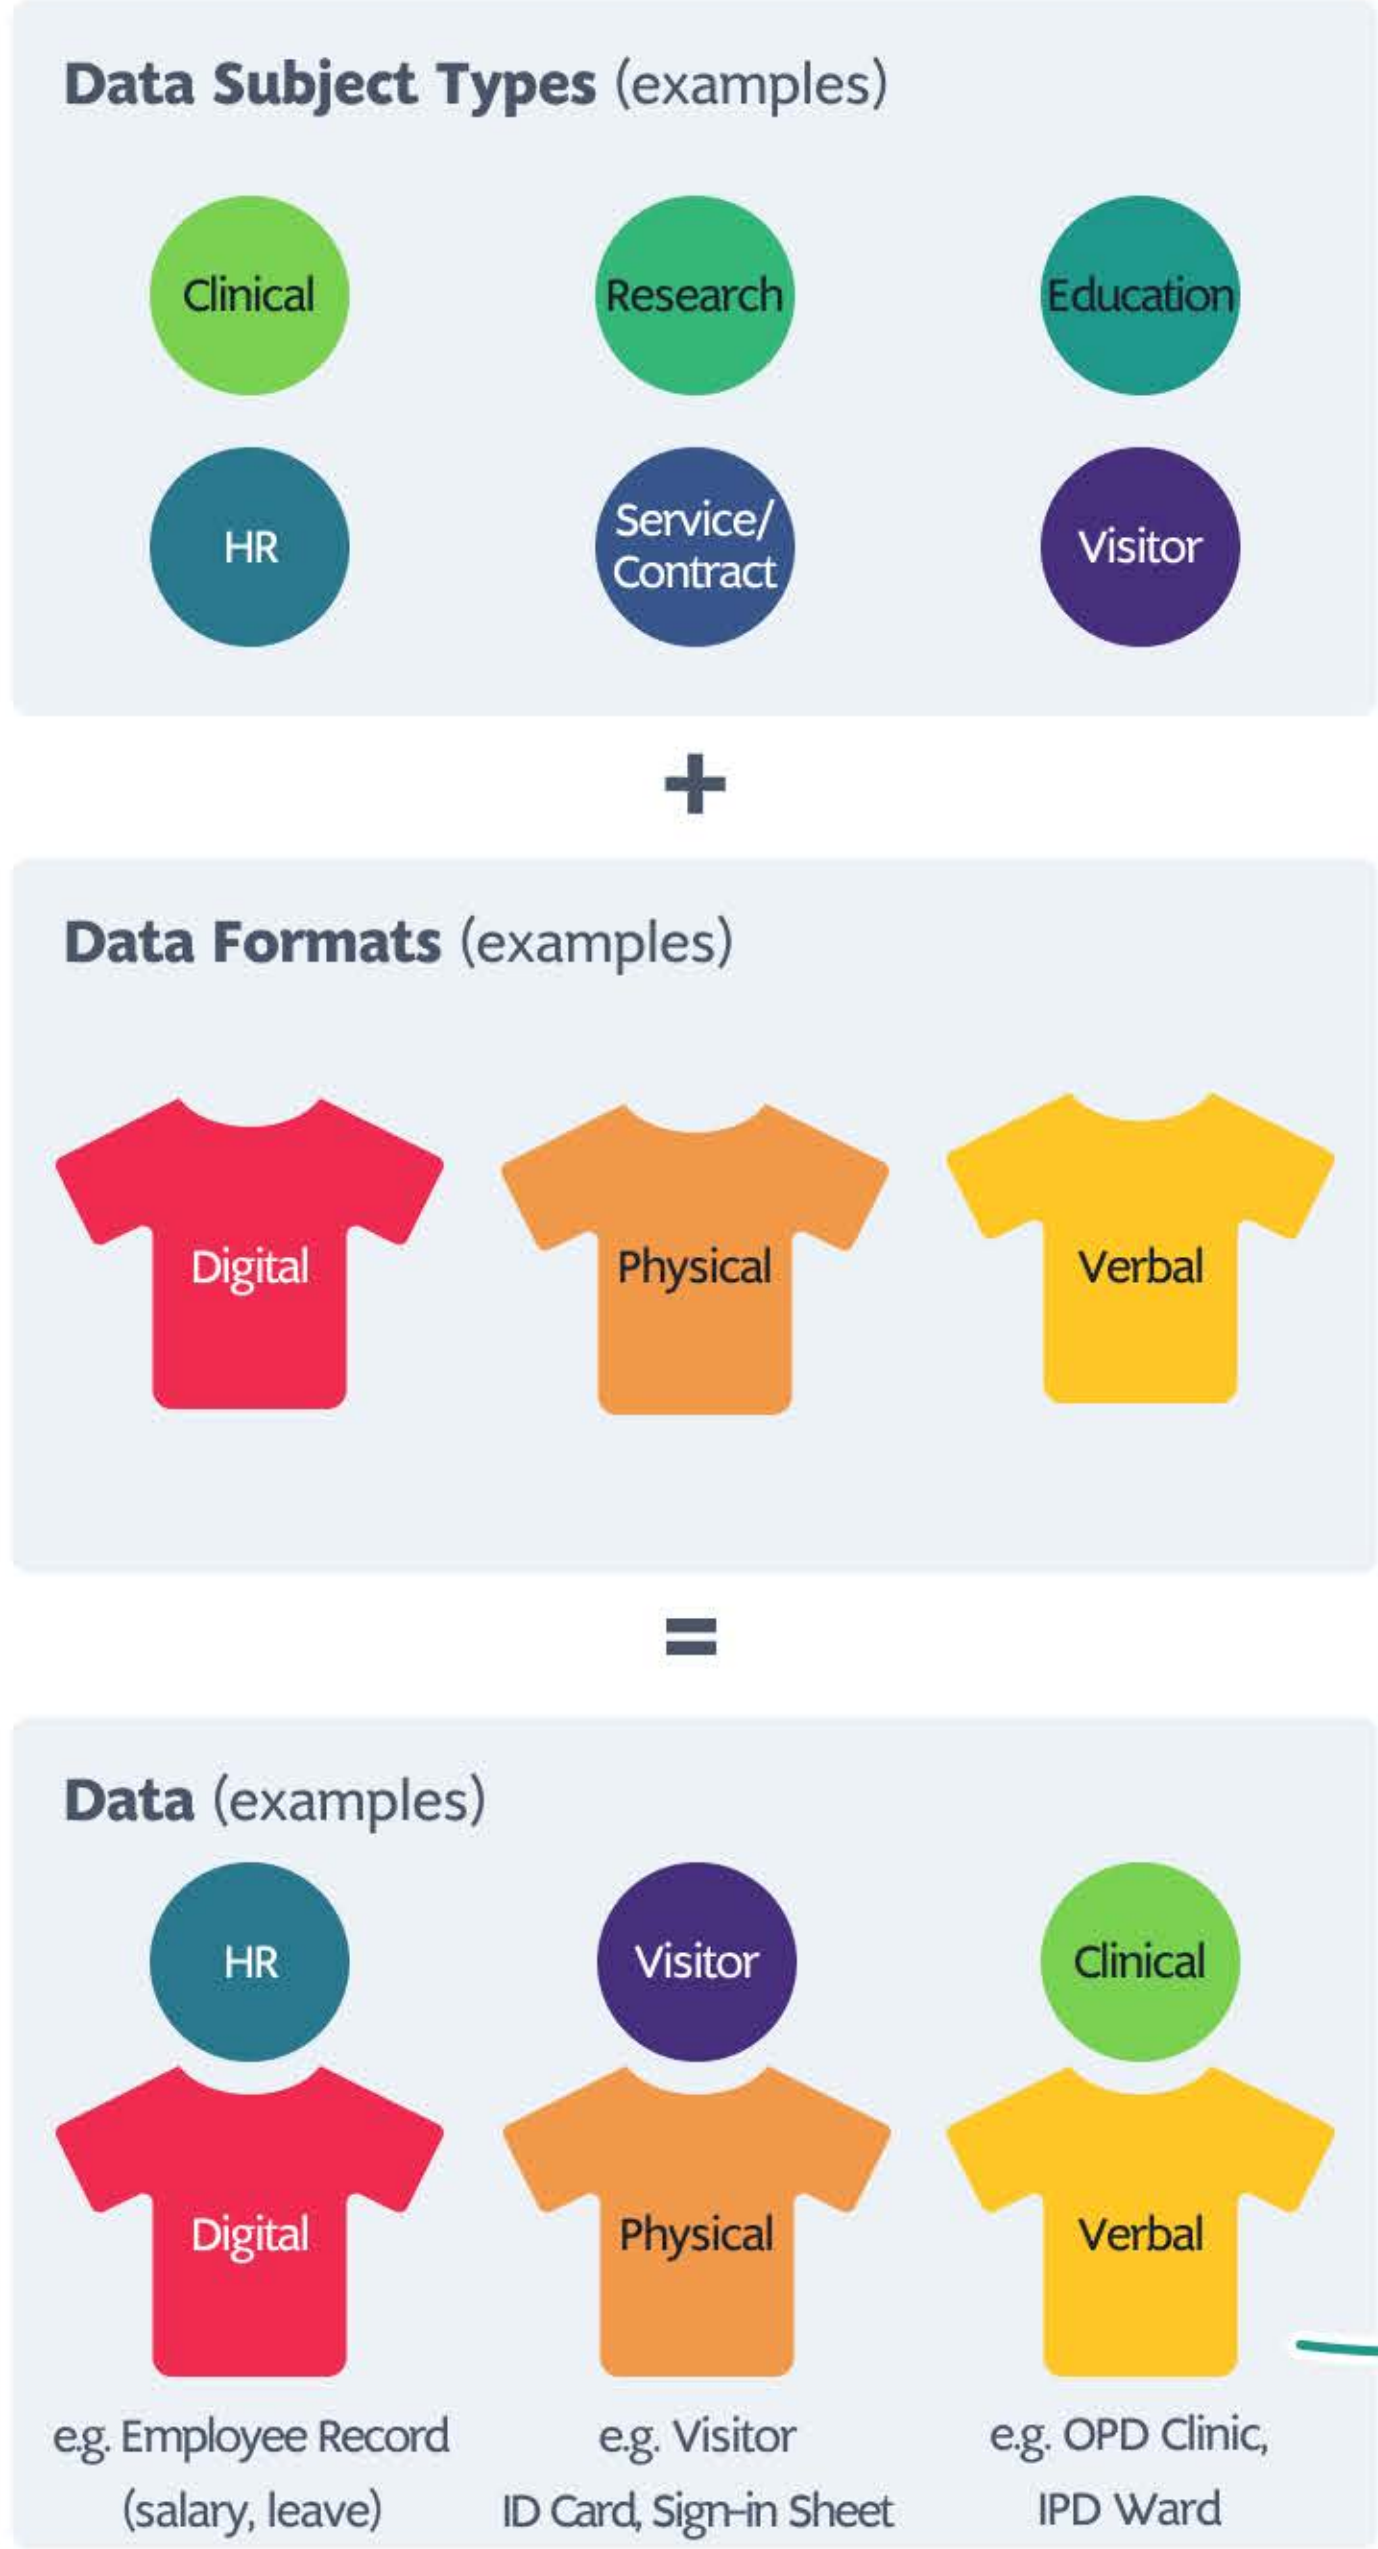 Data Subject Types (examples)
Clinical
Research
Education
HR
Service/
Contract
Visitor
+
Data Formats (examples)
Digital
Physical
Verbal
=
Data (examples)
HR
Visitor
Clinical
Digital
Physical
Verbal
e.g. Employee Record
(salary, leave)
e.g. Visitor
ID Card, Sign-in Sheet
e.g. OPD Clinic,
IPD Ward